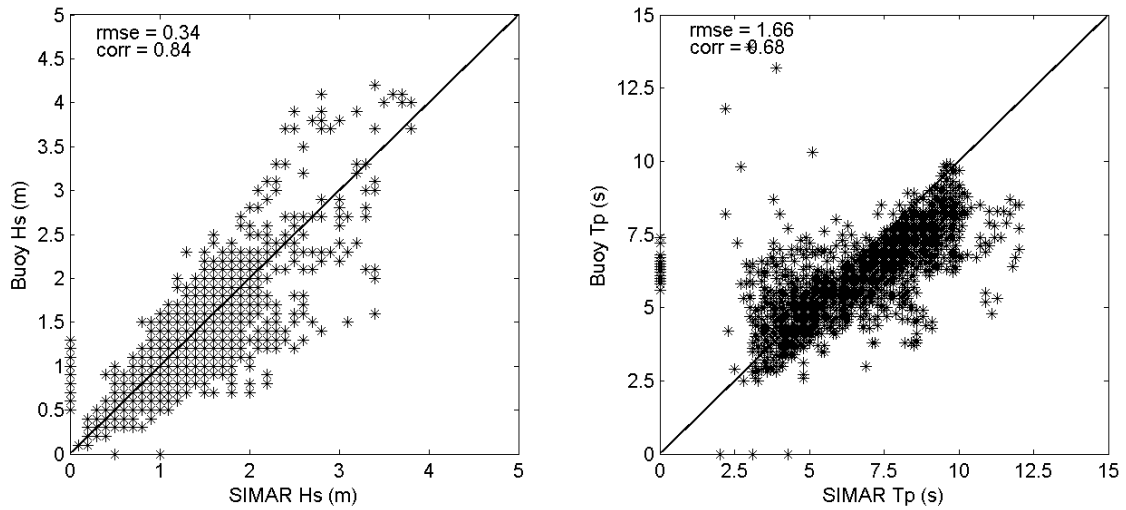 rmse = 0.34
corr = 0.84
5
4.5
4
3.5
3
2.5
2
1.5
1
0.5
0
Buoy Hs (m)
0 1 2 3 4 5
SIMAR Hs (m)
rmse = 1.66
corr = 0.68
15
12.5
10
7.5
5
2.5
0
Buoy Tp (s)
0 2.5 5 7.5 10 12.5 15
SIMAR Tp (s)